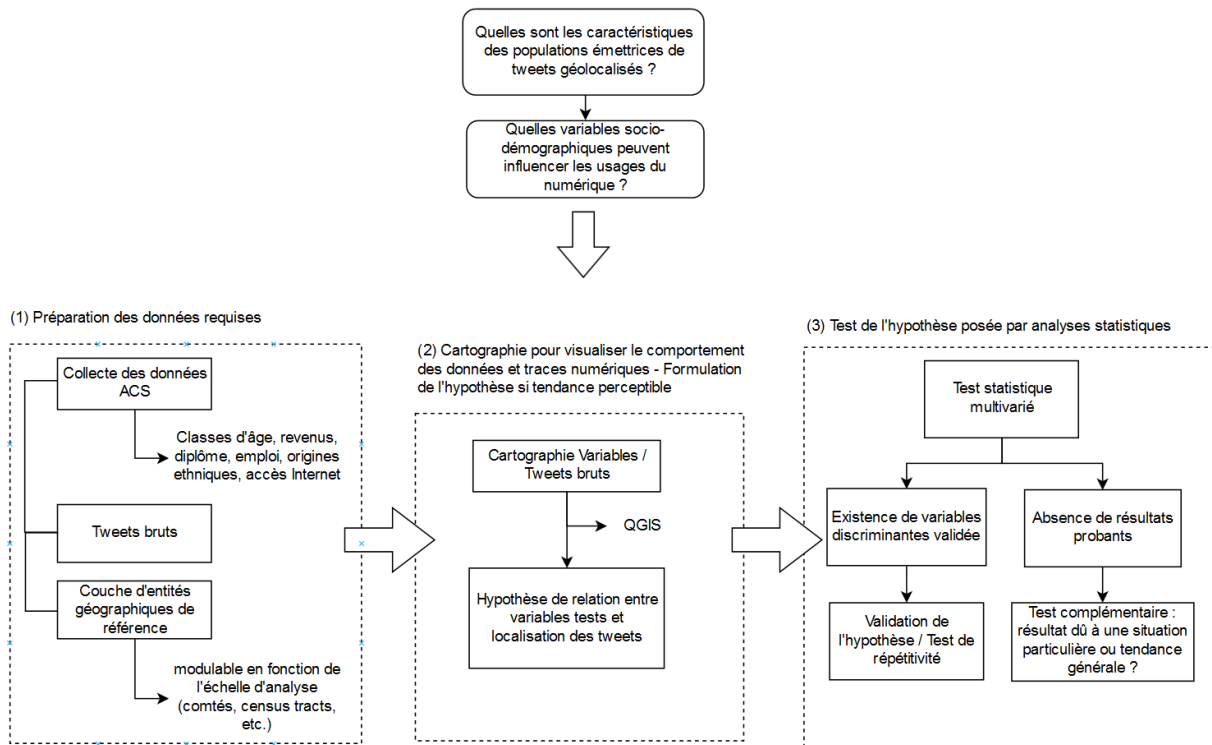 Quelles sont les caractéristiques
des populations émettrices de
tweets géolocalisés ?
Quelles variables socio-
démographiques peuvent
influencer les usages du
numérique ?
(1) Préparation des données requises
Collecte des données
ACS
Classes d'âge, revenus,
diplôme, emploi, origines
ethniques, accès Internet
Tweets bruts
Couche d'entités
géographiques de
référence
modulable en fonction de
l'échelle d'analyse
(comtés, census tracts,
etc.)
(2) Cartographie pour visualiser le comportement
des données et traces numériques - Formulation
de l'hypothèse si tendance perceptible
Cartographie Variables /
Tweets bruts
QGIS
Hypothèse de relation entre
variables tests et
localisation des tweets
(3) Test de l'hypothèse posée par analyses statistiques
Test statistique
multivarié
Existence de variables
discriminantes validée
Absence de résultats
probants
Validation de
l'hypothèse / Test de
répétitivité
Test complémentaire :
résultat dû à une situation
particulière ou tendance
générale ?